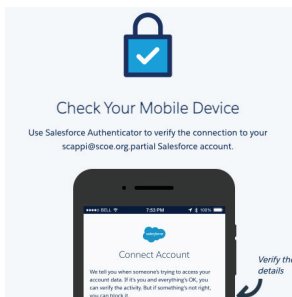 Check Your Mobile Device
Use Salesforce Authenticator to verify the connection to your
scappi@scoe.org.partial Salesforce account.
BELL 7:53 PM 100%
salesforce
Connect Account
Verify the
details
We tell you when someone's trying to access your
account data. If it's you and everything's OK, you
can verify the activity. But if something's not right,
you can block it.